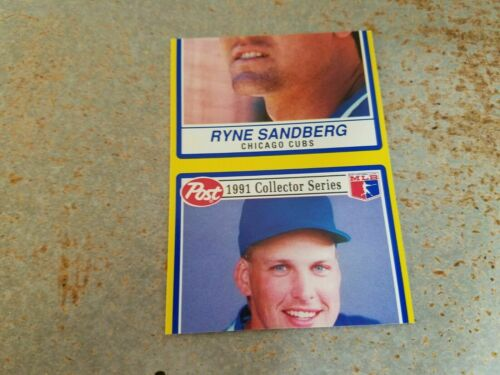 RYNE SANDBERG
CHICAGO CUBS
Post 1991 Collector Series MLB